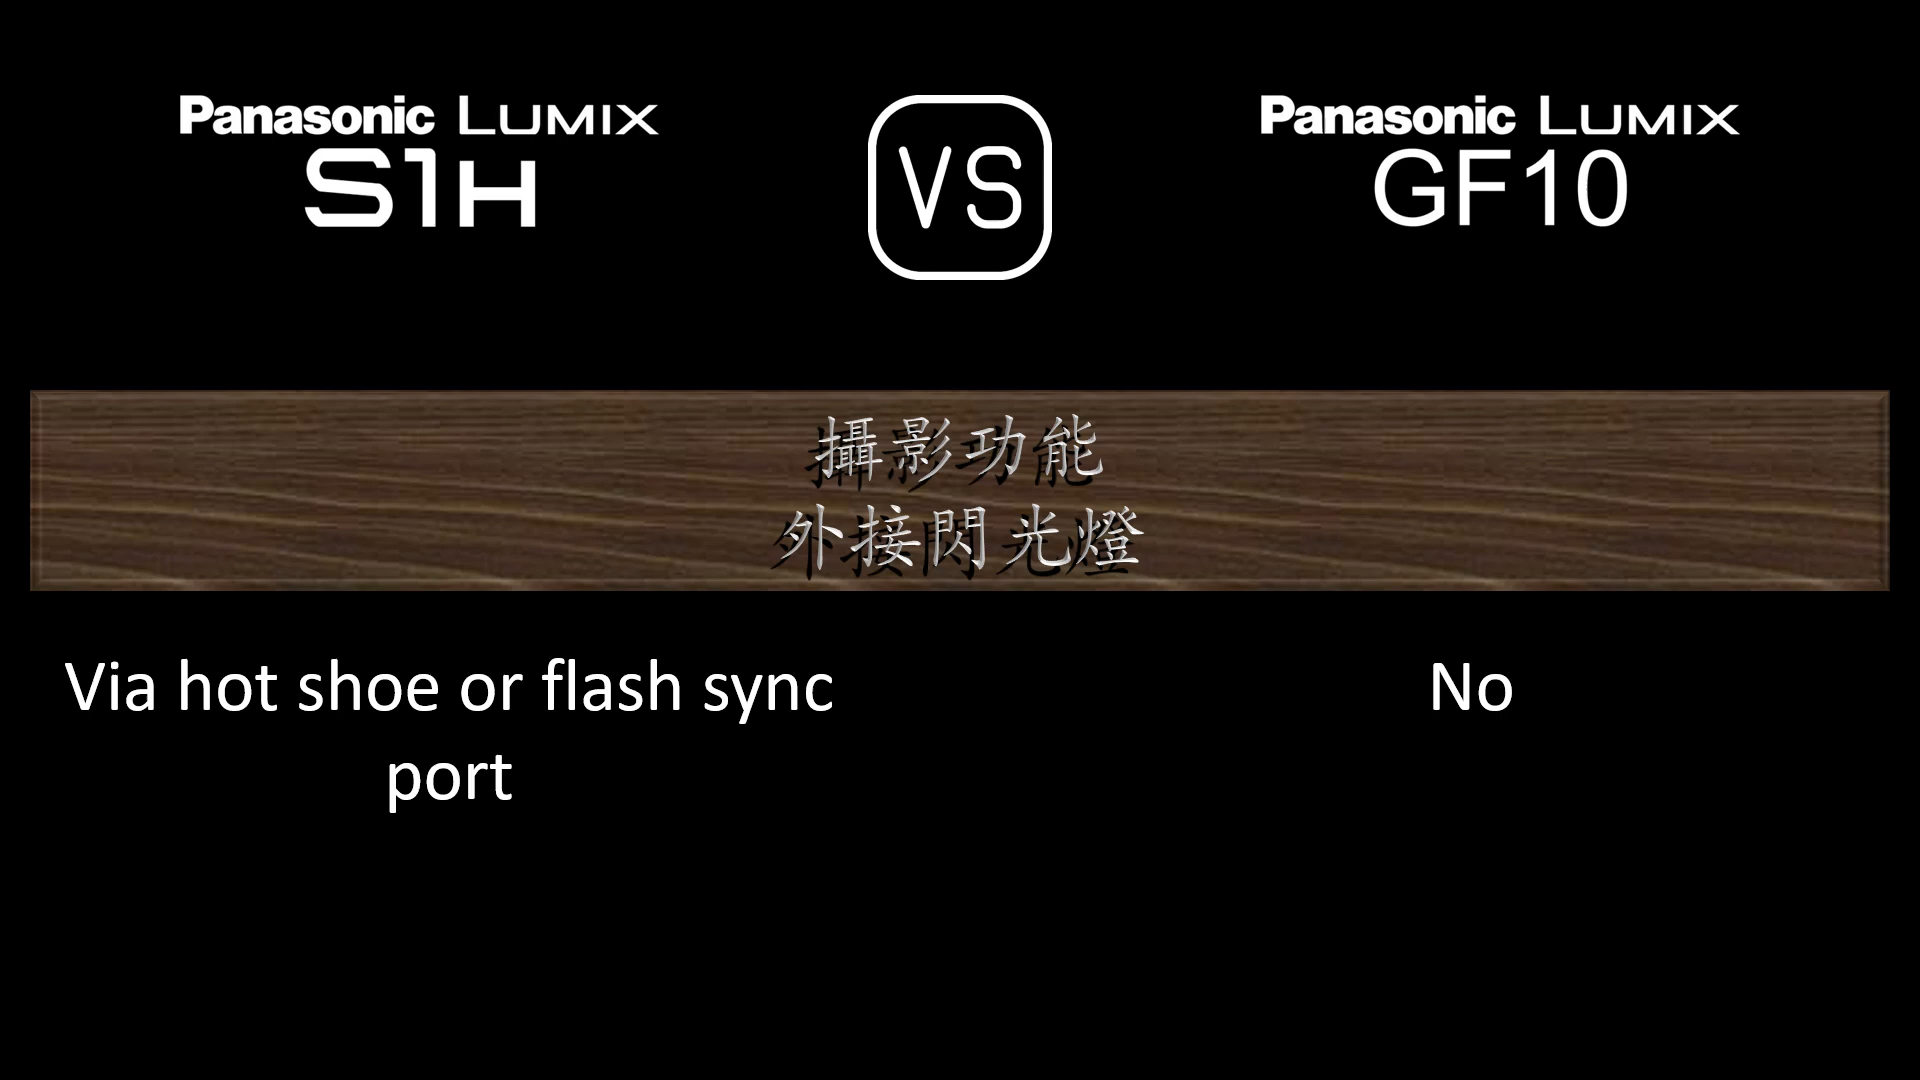 Panasonic LUMIX
S1H
VS
Panasonic LUMIX
GF10
攝影功能
外接閃光燈
Via hot shoe or flash sync
port
No